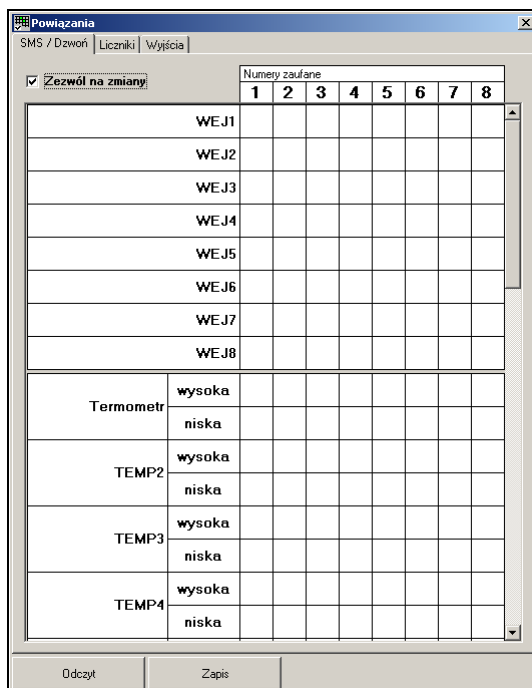 Powiązania
SMS / Dzwoń Liczniki Wyjścia
Zezwól na zmiany
Numery zaufane
1 2 3 4 5 6 7 8
WEJ1
WEJ2
WEJ3
WEJ4
WEJ5
WEJ6
WEJ7
WEJ8
Termometr wysoka
niska
TEMP2 wysoka
niska
TEMP3 wysoka
niska
TEMP4 wysoka
niska
Odczyt Zapis